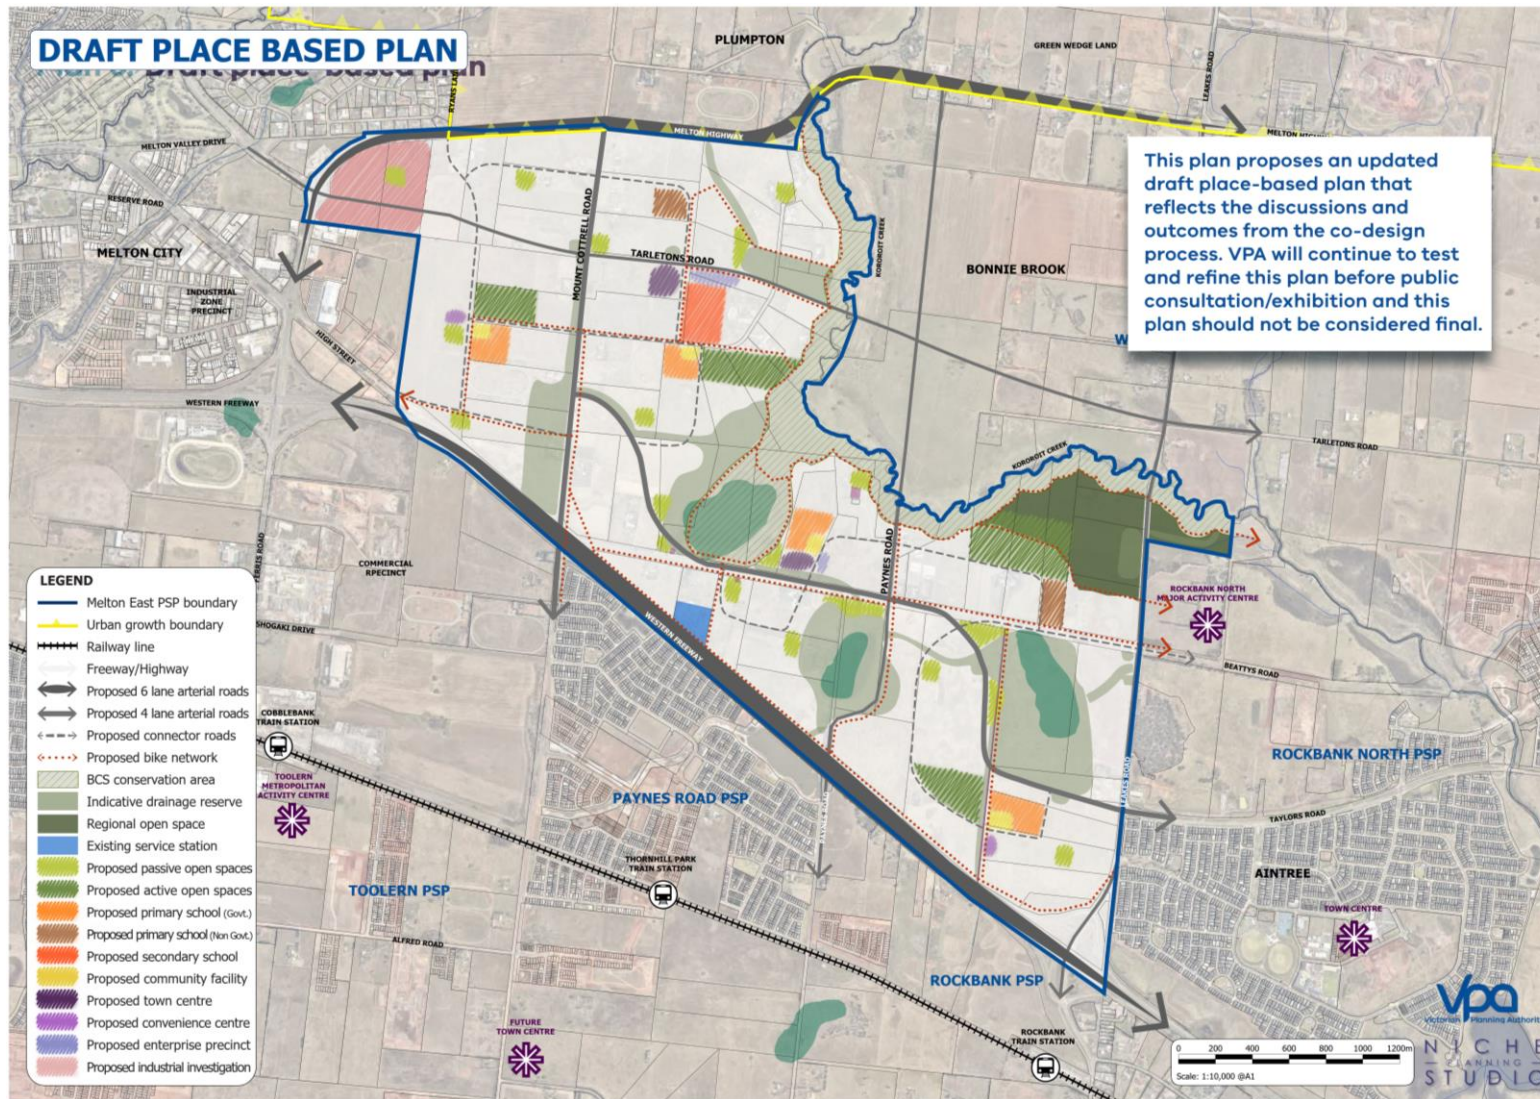 DRAFT PLACE BASED PLAN
PLUMPTON
GREEN WEDGE LAND
LEAKES ROAD
RYANS LANE
MELTON HIGHWAY
MELTON VALLEY DRIVE
RESERVE ROAD
MELTON CITY
INDUSTRIAL
ZONE
PRECINCT
HIGH STREET
WESTERN FREEWAY
MOUNT COTTRELL ROAD
TARLETONS ROAD
KOROROIT CREEK
BONNIE BROOK
This plan proposes an updated
draft place-based plan that
reflects the discussions and
outcomes from the co-design
process. VPA will continue to test
and refine this plan before public
consultation/exhibition and this
plan should not be considered final.
TARLETONS ROAD
KOROROIT CREEK
PAYNES ROAD
FERRIS ROAD
COMMERCIAL
RPECINCT
SHOGAKI DRIVE
WESTERN FREEWAY
ROCKBANK NORTH
MAJOR ACTIVITY CENTRE
BEATTYS ROAD
ROCKBANK NORTH PSP
LEAKES ROAD
TAYLORS ROAD
AINTREE
TOWN CENTRE
PAYNES ROAD PSP
COBBLEBANK
TRAIN STATION
TOOLERN
METROPOLITAN
ACTIVITY CENTRE
TOOLERN PSP
THORNHILL PARK
TRAIN STATION
ALFRED ROAD
FUTURE
TOWN CENTRE
ROCKBANK PSP
ROCKBANK
TRAIN STATION
LEGEND
Melton East PSP boundary
Urban growth boundary
Railway line
Freeway/Highway
Proposed 6 lane arterial roads
Proposed 4 lane arterial roads
Proposed connector roads
Proposed bike network
BCS conservation area
Indicative drainage reserve
Regional open space
Existing service station
Proposed passive open spaces
Proposed active open spaces
Proposed primary school (Govt.)
Proposed primary school (Non Govt.)
Proposed secondary school
Proposed community facility
Proposed town centre
Proposed convenience centre
Proposed enterprise precinct
Proposed industrial investigation
0 200 400 600 800 1000 1200m
Scale: 1:10,000 @A1
vpa
Victorian Planning Authority
NICHE
PLANNING
STUDIO